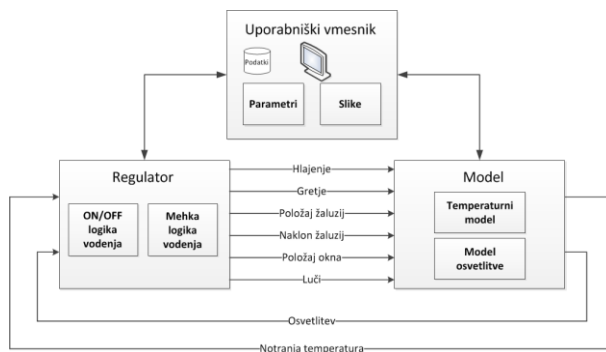 Uporabniški vmesnik
Podatki
Parametri
Slike
Regulator
ON/OFF
logika
vodenja
Mehka
logika
vodenja
Hlajenje
Gretje
Položaj žaluzij
Naklon žaluzij
Položaj okna
Luči
Model
Temperaturni
model
Model
osvetlitve
Osvetlitev
Notranja temperatura